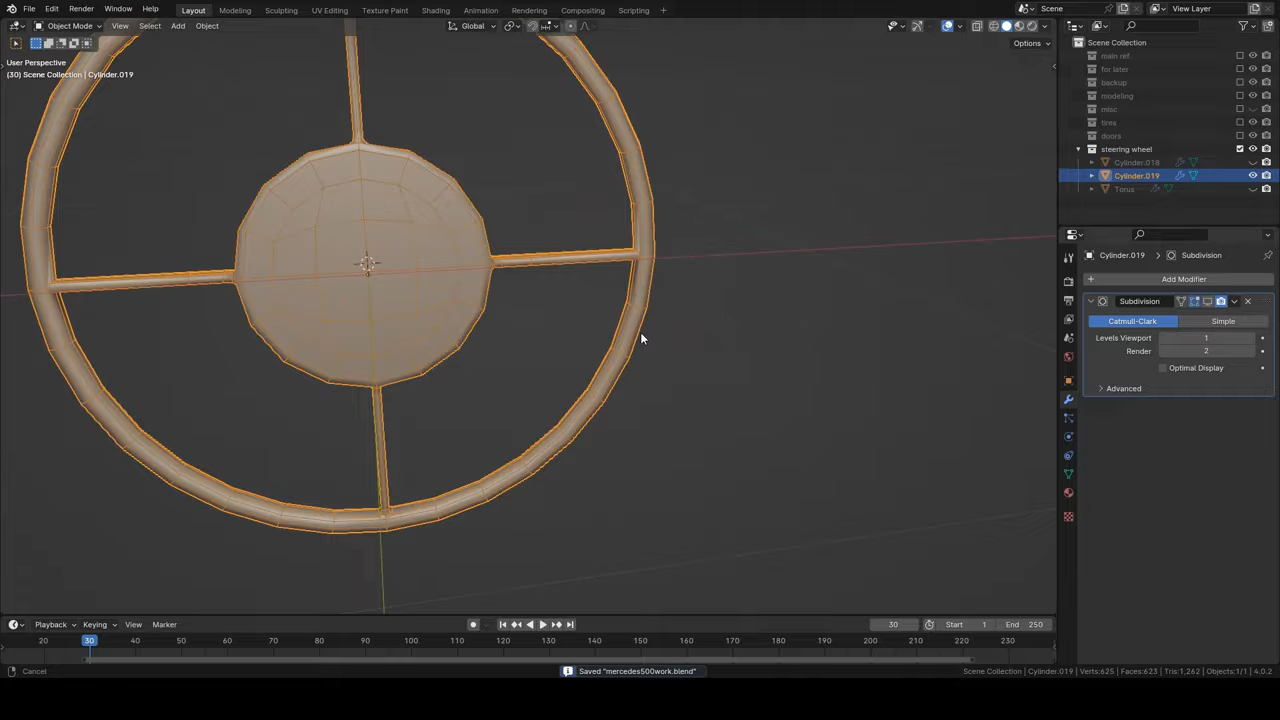 File Edit Render Window Help Layout Modeling Sculpting UV Editing Texture Paint Shading Animation Rendering Compositing Scripting + Scene View Layer
Object Mode View Select Add Object Global
Options
User Perspective
(30) Scene Collection | Cylinder.019
Scene Collection
main ref
for later
backup
modeling
misc
tires
doors
steering wheel
Cylinder.018
Cylinder.019
Torus
Cylinder.019 > Subdivision
+ Add Modifier
Subdivision
Catmull-Clark Simple
Levels Viewport 1
Render 2
Optimal Display
Advanced
Playback Keying View Marker 30 Start 1 End 250
20 30 40 50 60 70 80 90 100 110 120 130 140 150 160 170 180 190 200 210 220 230
Cancel Saved "mercedes500work.blend" Scene Collection | Cylinder.019 | Verts:625 | Faces:623 | Tris:1,262 | Objects:1/1 | 4.0.2